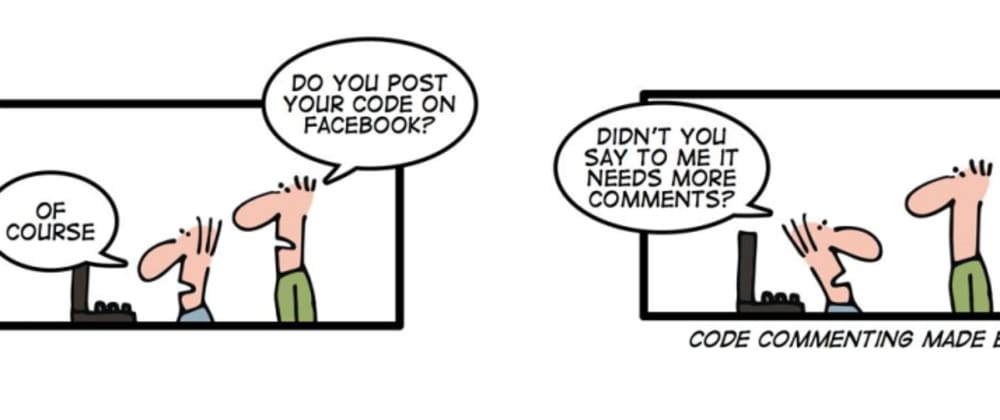 DO YOU POST
YOUR CODE ON
FACEBOOK?
OF
COURSE
DIDN'T YOU
SAY TO ME IT
NEEDS MORE
COMMENTS?
CODE COMMENTING MADE